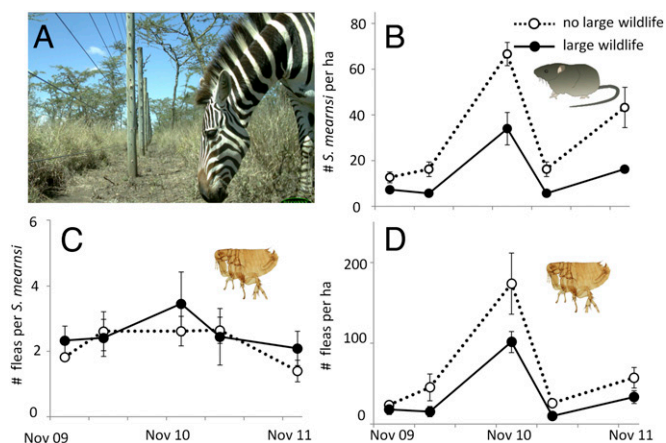 A
B
no large wildlife
large wildlife
# S. mearnsi per ha
80
60
40
20
0
C
# fleas per S. mearnsi
6
4
2
0
Nov 09
Nov 10
Nov 11
D
# fleas per ha
200
100
0
Nov 09
Nov 10
Nov 11